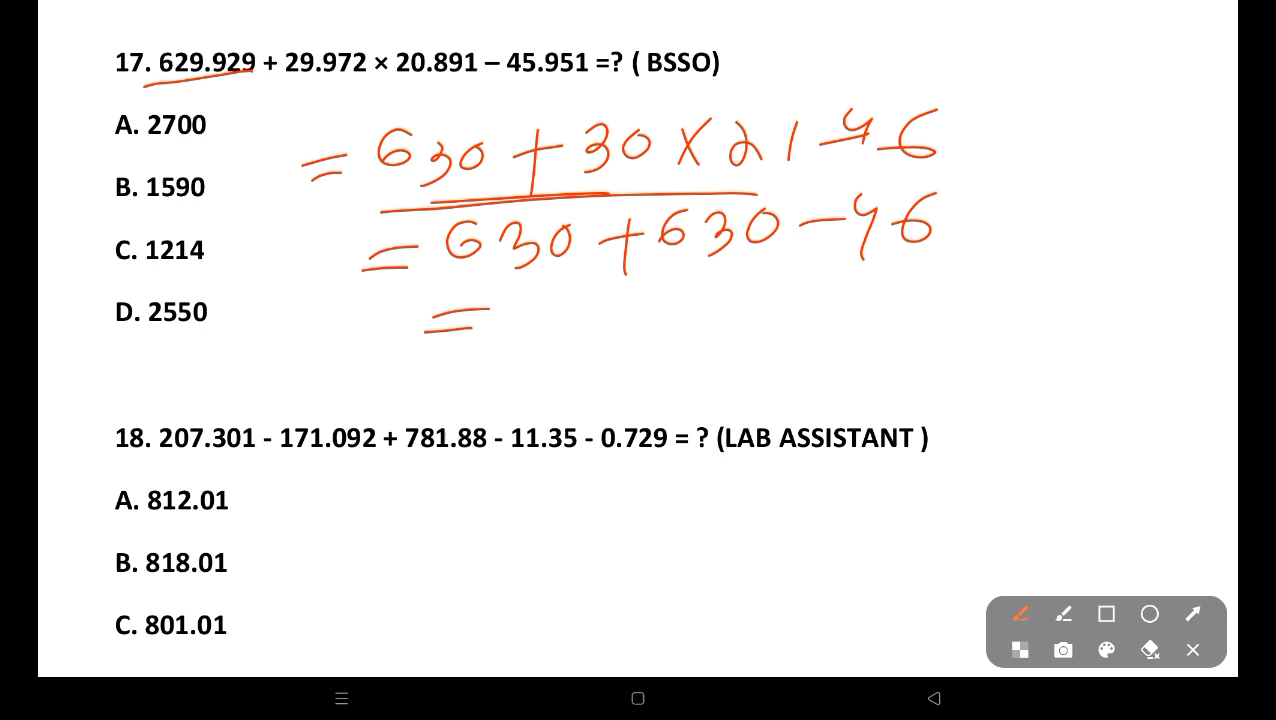 17. 629.929 + 29.972 × 20.891 – 45.951 =? ( BSSO)
A. 2700
= 630 + 30 × 21 - 46
B. 1590
= 630 + 630 - 46
C. 1214
D. 2550
=
18. 207.301 - 171.092 + 781.88 - 11.35 - 0.729 = ? (LAB ASSISTANT )
A. 812.01
B. 818.01
C. 801.01